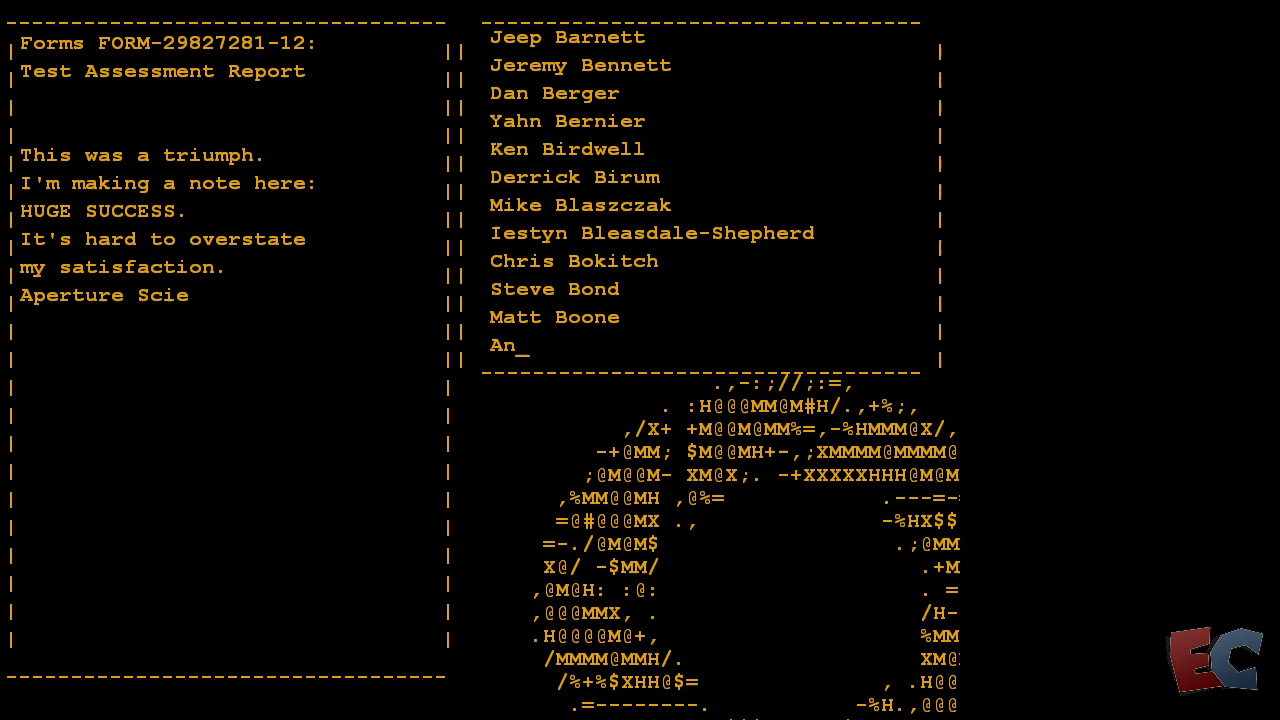 Forms FORM-29827281-12:
Test Assessment Report
This was a triumph.
I'm making a note here:
HUGE SUCCESS.
It's hard to overstate
my satisfaction.
Aperture Scie
Jeep Barnett
Jeremy Bennett
Dan Berger
Yahn Bernier
Ken Birdwell
Derrick Birum
Mike Blaszczak
Iestyn Bleasdale-Shepherd
Chris Bokitch
Steve Bond
Matt Boone
An_
EC